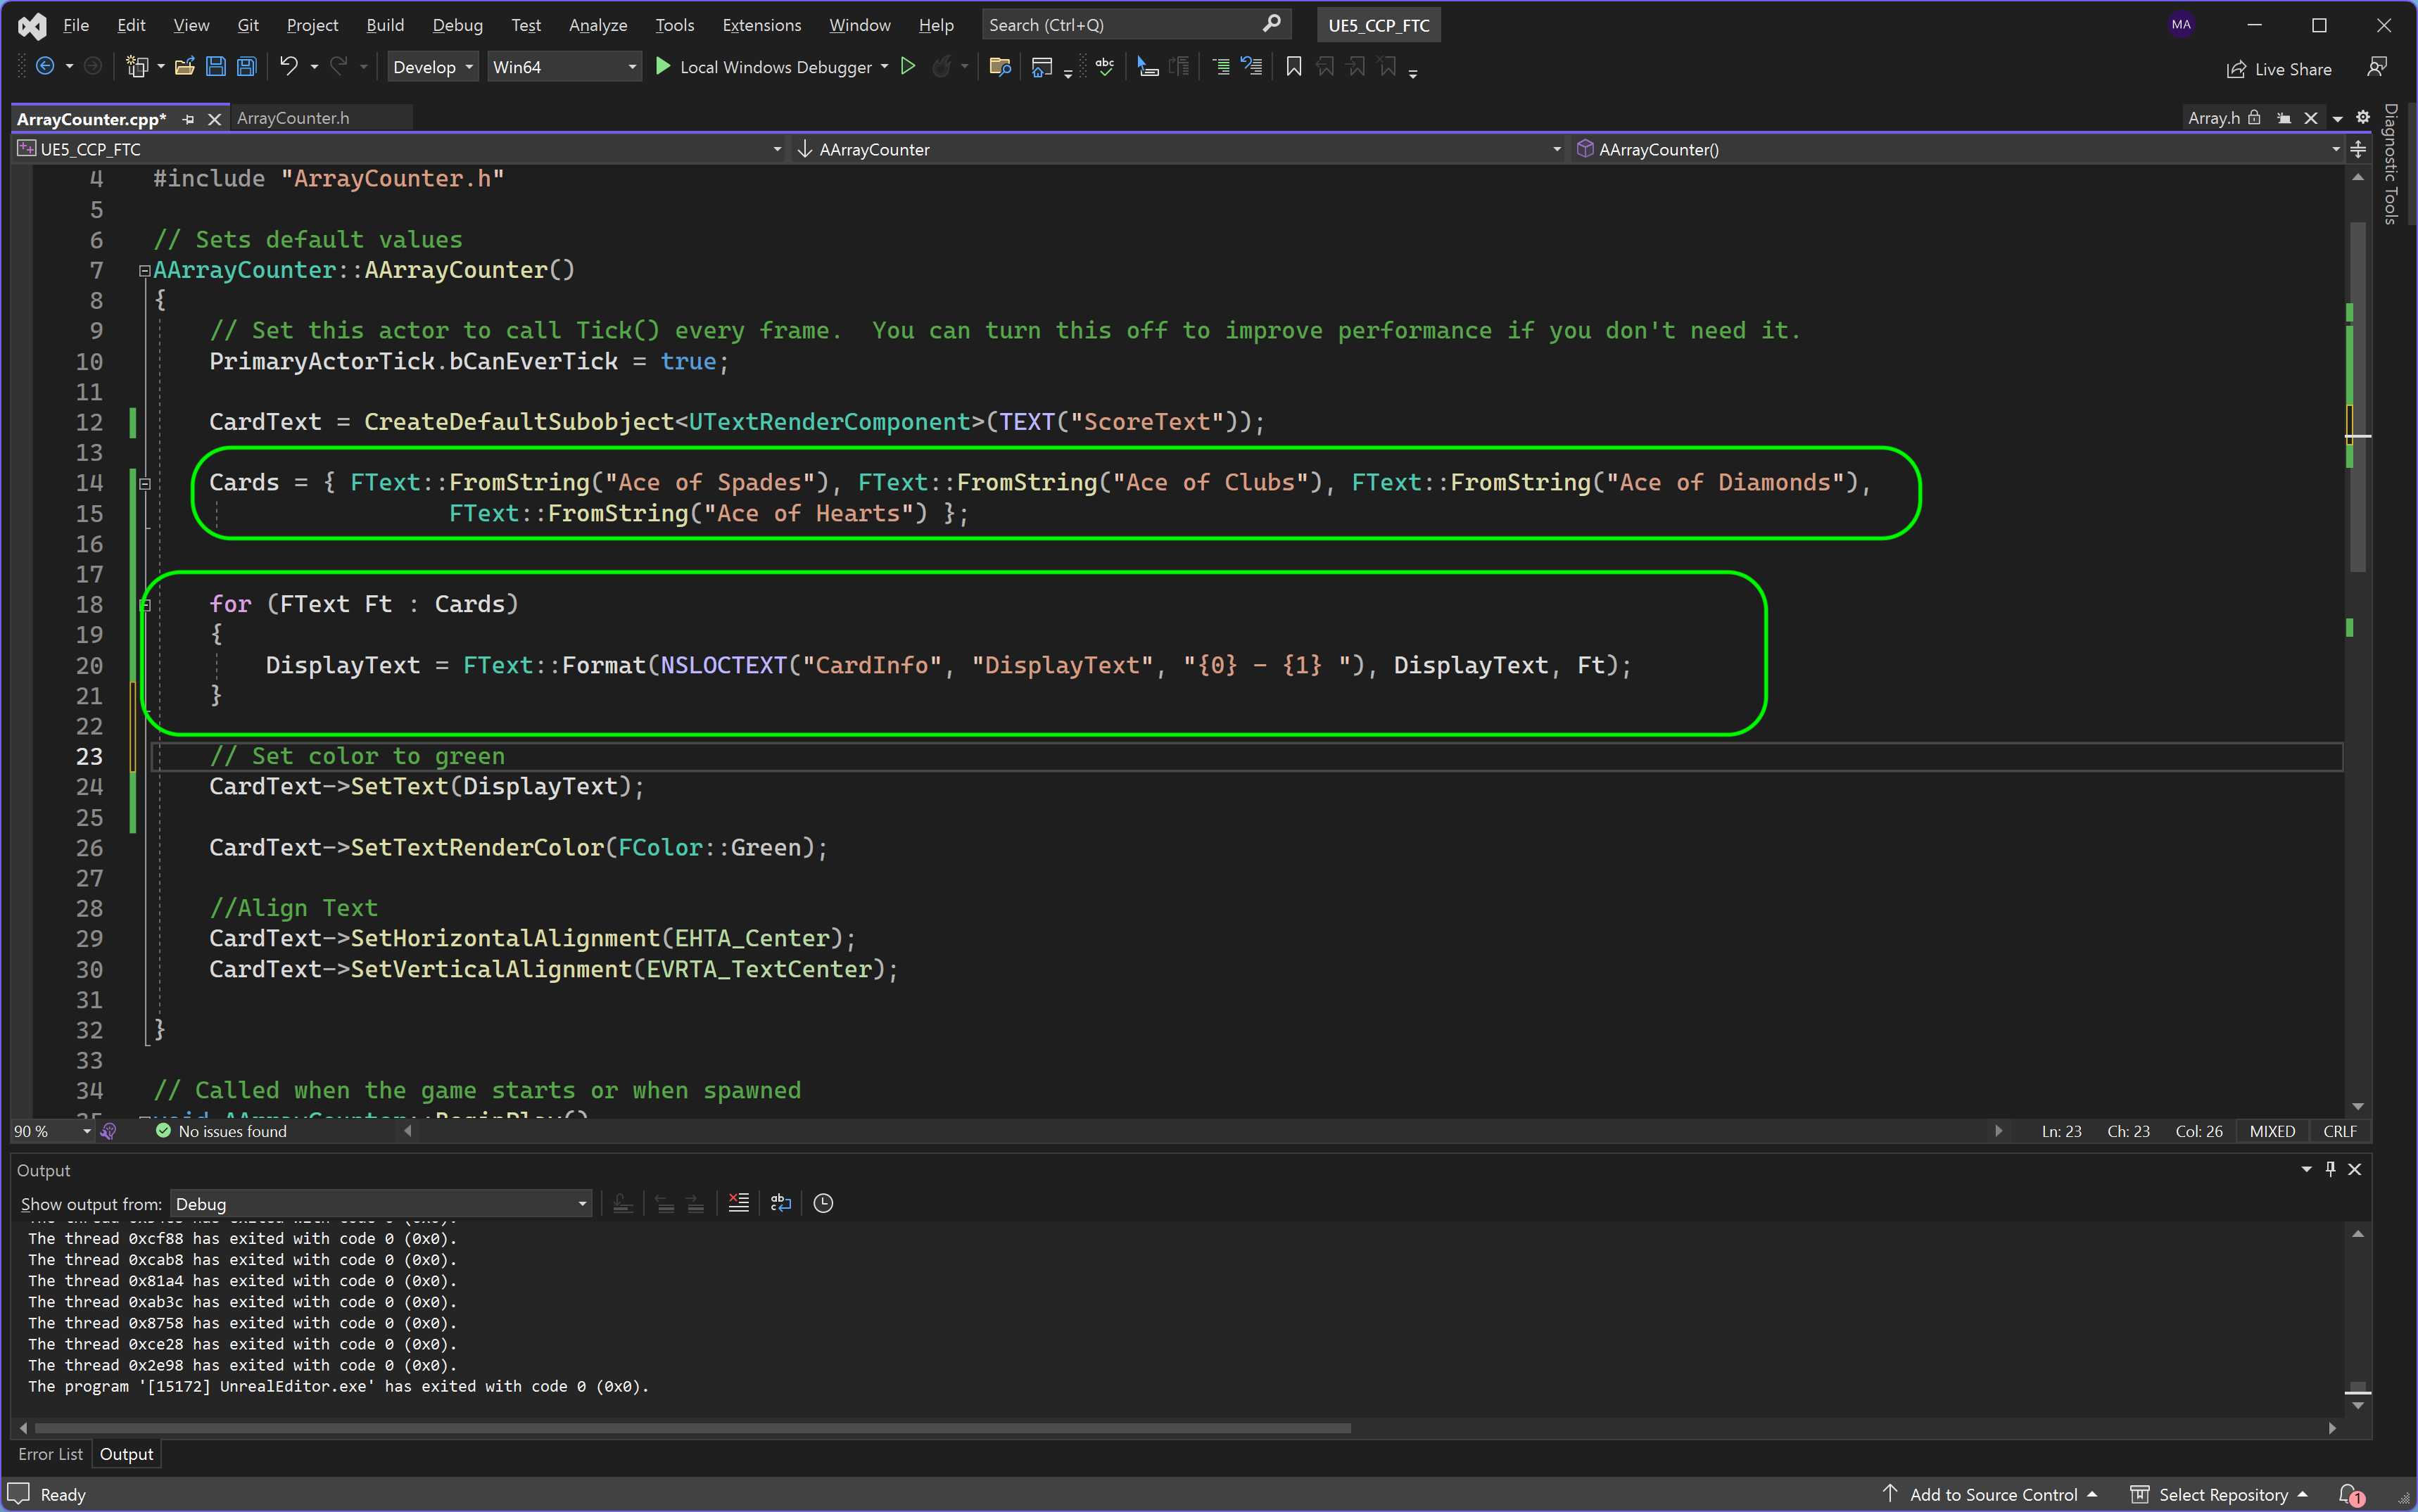 File Edit View Git Project Build Debug Test Analyze Tools Extensions Window Help Search (Ctrl+Q) UE5_CCP_FTC MA
Develop Win64 Local Windows Debugger abc Live Share
ArrayCounter.cpp* ArrayCounter.h Array.h
UE5_CCP_FTC AArrayCounter AArrayCounter()
Diagnostic Tools
4 #include "ArrayCounter.h"
5
6 // Sets default values
7 AArrayCounter::AArrayCounter()
8 {
9 // Set this actor to call Tick() every frame.  You can turn this off to improve performance if you don't need it.
10 PrimaryActorTick.bCanEverTick = true;
11
12 CardText = CreateDefaultSubobject<UTextRenderComponent>(TEXT("ScoreText"));
13
14 Cards = { FText::FromString("Ace of Spades"), FText::FromString("Ace of Clubs"), FText::FromString("Ace of Diamonds"),
15 FText::FromString("Ace of Hearts") };
16
17
18 for (FText Ft : Cards)
19 {
20 DisplayText = FText::Format(NSLOCTEXT("CardInfo", "DisplayText", "{0} - {1} "), DisplayText, Ft);
21 }
22
23 // Set color to green
24 CardText->SetText(DisplayText);
25
26 CardText->SetTextRenderColor(FColor::Green);
27
28 //Align Text
29 CardText->SetHorizontalAlignment(EHTA_Center);
30 CardText->SetVerticalAlignment(EVRTA_TextCenter);
31
32 }
33
34 // Called when the game starts or when spawned
35 void AArrayCounter::BeginPlay()
90 % No issues found Ln: 23 Ch: 23 Col: 26 MIXED CRLF
Output
Show output from: Debug
The thread 0xcf88 has exited with code 0 (0x0).
The thread 0xcab8 has exited with code 0 (0x0).
The thread 0x81a4 has exited with code 0 (0x0).
The thread 0xab3c has exited with code 0 (0x0).
The thread 0x8758 has exited with code 0 (0x0).
The thread 0xce28 has exited with code 0 (0x0).
The thread 0x2e98 has exited with code 0 (0x0).
The program '[15172] UnrealEditor.exe' has exited with code 0 (0x0).
Error List Output
Ready Add to Source Control Select Repository 1